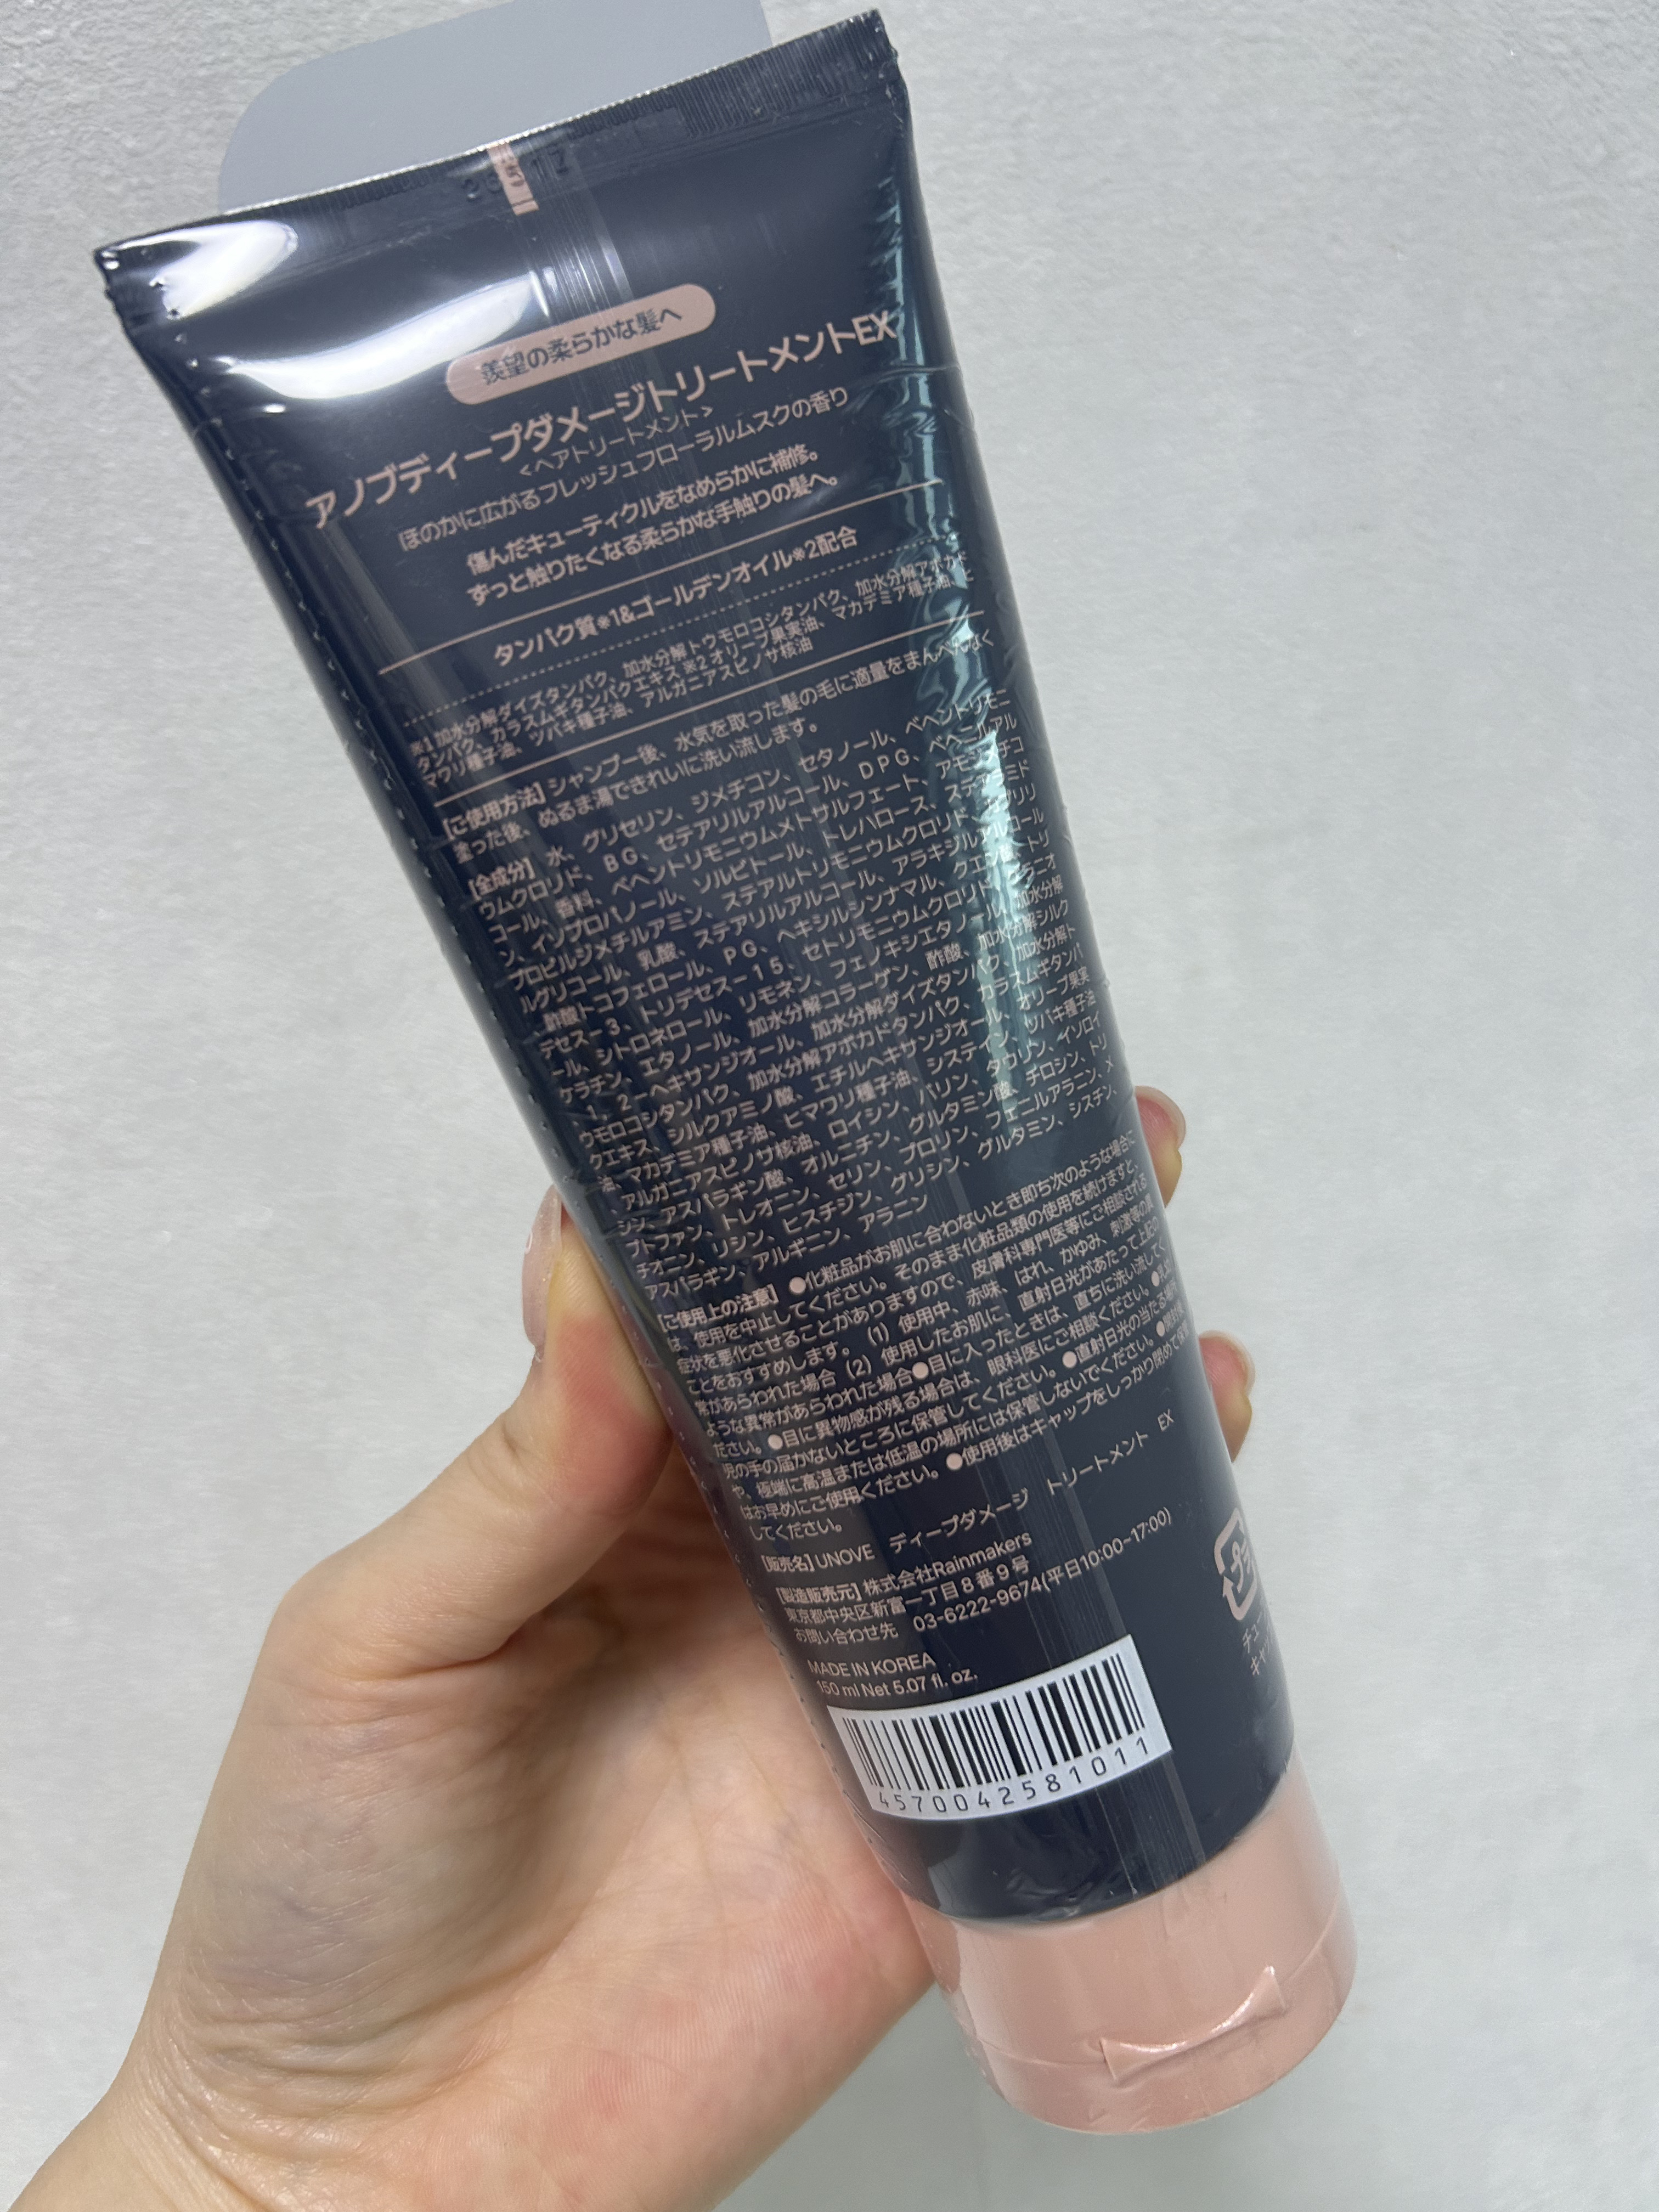 羨望の柔らかな髪へ
アノブディープダメージトリートメントEX
<ヘアトリートメント>
ほのかに広がるフレッシュフローラルムスクの香り
傷んだキューティクルをなめらかに補修。
ずっと触りたくなる柔らかな手触りの髪へ。
タンパク質※1&ゴールデンオイル※2配合
※1 加水分解ダイズタンパク、加水分解トウモロコシタンパク、加水分解アボカド
タンパク、カラスムギタンパクエキス ※2 オリーブ果実油、マカデミア種子油、ヒ
マワリ種子油、ツバキ種子油、アルガニアスピノサ核油
[ご使用方法] シャンプー後、水気を取った髪の毛に適量をまんべんなく
塗った後、ぬるま湯できれいに洗い流します。
[全成分] 水、グリセリン、ジメチコン、セタノール、ベヘントリモニ
ウムクロリド、BG、セテアリルアルコール、DPG、ベヘニルアル
コール、香料、ベヘントリモニウムメトサルフェート、アモジメチコ
ン、イソプロパノール、ソルビトール、トレハロース、ステアラミド
プロピルジメチルアミン、ステアルトリモニウムクロリド、カプリリ
ルグリコール、乳酸、ステアリルアルコール、アラキジルアルコール
、酢酸トコフェロール、PG、ヘキシルシンナマル、クエン酸、トリ
デセス-3、トリデセス-15、セトリモニウムクロリド、ゲラニオ
ール、シトロネロール、リモネン、フェノキシエタノール、加水分解
ケラチン、エタノール、加水分解コラーゲン、酢酸、加水分解シルク
、1,2-ヘキサンジオール、加水分解ダイズタンパク、加水分解ト
ウモロコシタンパク、加水分解アボカドタンパク、カラスムギタンパ
クエキス、シルクアミノ酸、エチルヘキサンジオール、オリーブ果実
油、マカデミア種子油、ヒマワリ種子油、システイン、ツバキ種子油
、アルガニアスピノサ核油、ロイシン、バリン、タウリン、イソロイ
シン、アスパラギン酸、オルニチン、グルタミン酸、チロシン、トリ
プトファン、トレオニン、セリン、プロリン、フェニルアラニン、メ
チオニン、リシン、ヒスチジン、グリシン、グルタミン、シスチン、
アスパラギン、アルギニン、アラニン
[ご使用上の注意] ●化粧品がお肌に合わないとき即ち次のような場合に
は、使用を中止してください。そのまま化粧品類の使用を続けますと、
症状を悪化させることがありますので、皮膚科専門医等にご相談される
ことをおすすめします。(1) 使用中、赤味、はれ、かゆみ、刺激等の異
常があらわれた場合 (2) 使用したお肌に、直射日光があたって上記の
ような異常があらわれた場合●目に入ったときは、直ちに洗い流してく
ださい。●目に異物感が残る場合は、眼科医にご相談ください。●
児の手の届かないところに保管してください。●直射日光の当たる場所
や、極端に高温または低温の場所には保管しないでください。●開封後
はお早めにご使用ください。●使用後はキャップをしっかり閉めて保管
してください。
[販売名] UNOVE ディープダメージ トリートメント EX
[製造販売元] 株式会社Rainmakers
東京都中央区新富一丁目8番9号
お問い合わせ先 03-6222-9674(平日10:00-17:00)
MADE IN KOREA
150 ml Net 5.07 fl. oz.
4570042581011